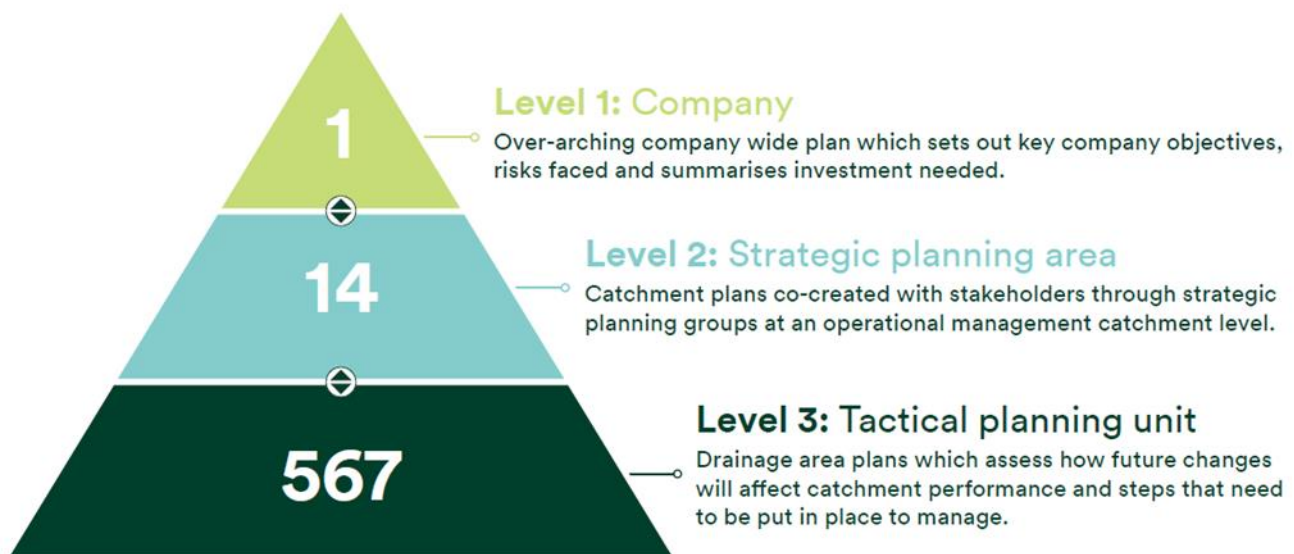 1
Level 1: Company
Over-arching company wide plan which sets out key company objectives,
risks faced and summarises investment needed.
14
Level 2: Strategic planning area
Catchment plans co-created with stakeholders through strategic
planning groups at an operational management catchment level.
567
Level 3: Tactical planning unit
Drainage area plans which assess how future changes
will affect catchment performance and steps that need
to be put in place to manage.